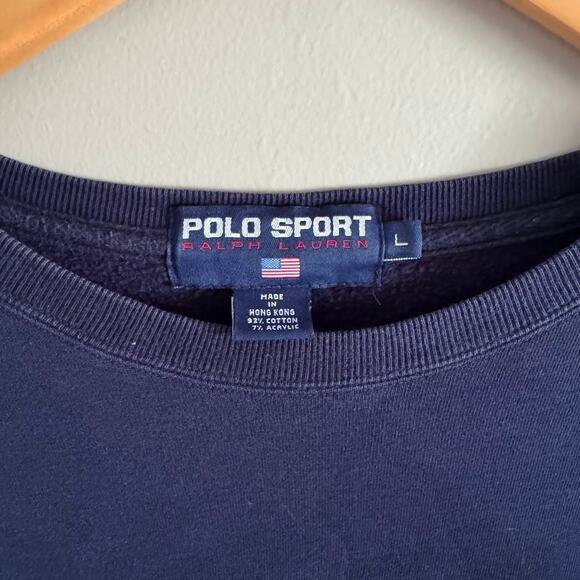 POLO SPORT
RALPH LAUREN
L
MADE
IN
HONG KONG
93% COTTON
7% ACRYLIC